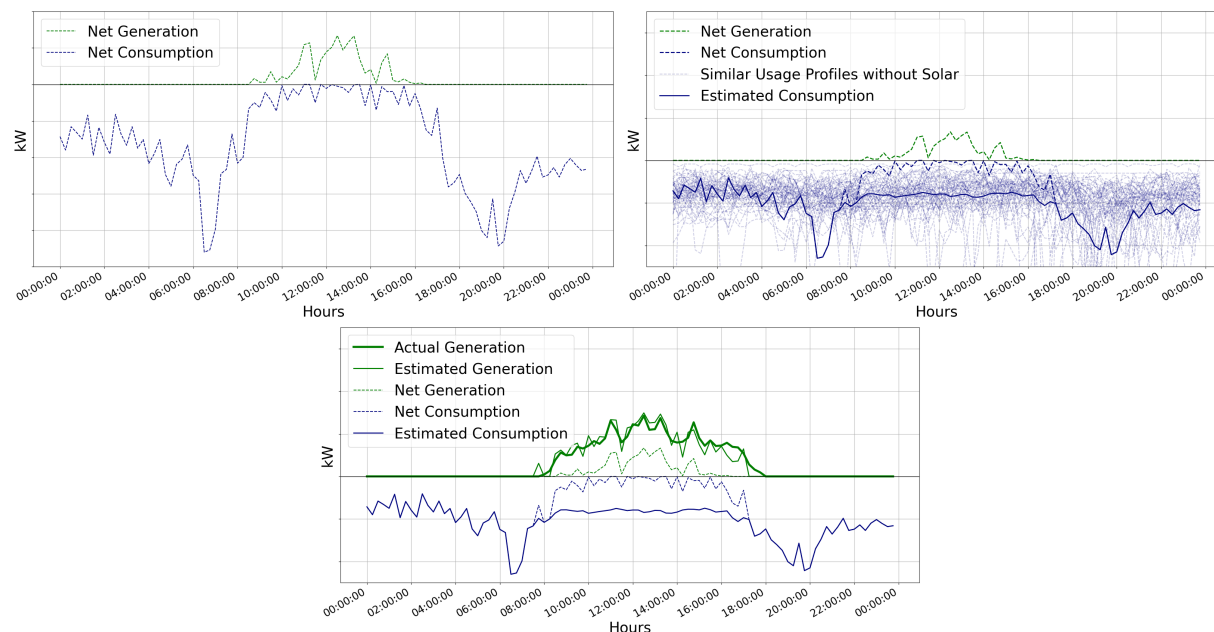 Net Generation
Net Consumption
kW
00:00:00 02:00:00 04:00:00 06:00:00 08:00:00 10:00:00 12:00:00 14:00:00 16:00:00 18:00:00 20:00:00 22:00:00 00:00:00
Hours
Net Generation
Net Consumption
Similar Usage Profiles without Solar
Estimated Consumption
kW
00:00:00 02:00:00 04:00:00 06:00:00 08:00:00 10:00:00 12:00:00 14:00:00 16:00:00 18:00:00 20:00:00 22:00:00 00:00:00
Hours
Actual Generation
Estimated Generation
Net Generation
Net Consumption
Estimated Consumption
kW
00:00:00 02:00:00 04:00:00 06:00:00 08:00:00 10:00:00 12:00:00 14:00:00 16:00:00 18:00:00 20:00:00 22:00:00 00:00:00
Hours